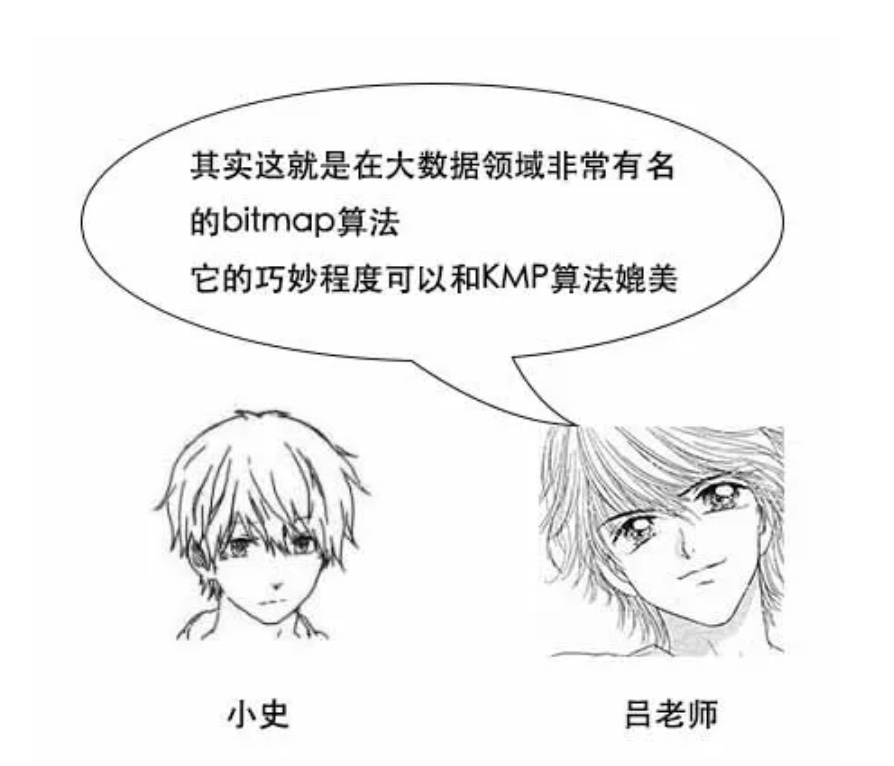 其实这就是在大数据领域非常有名
的bitmap算法
它的巧妙程度可以和KMP算法媲美
小史
吕老师